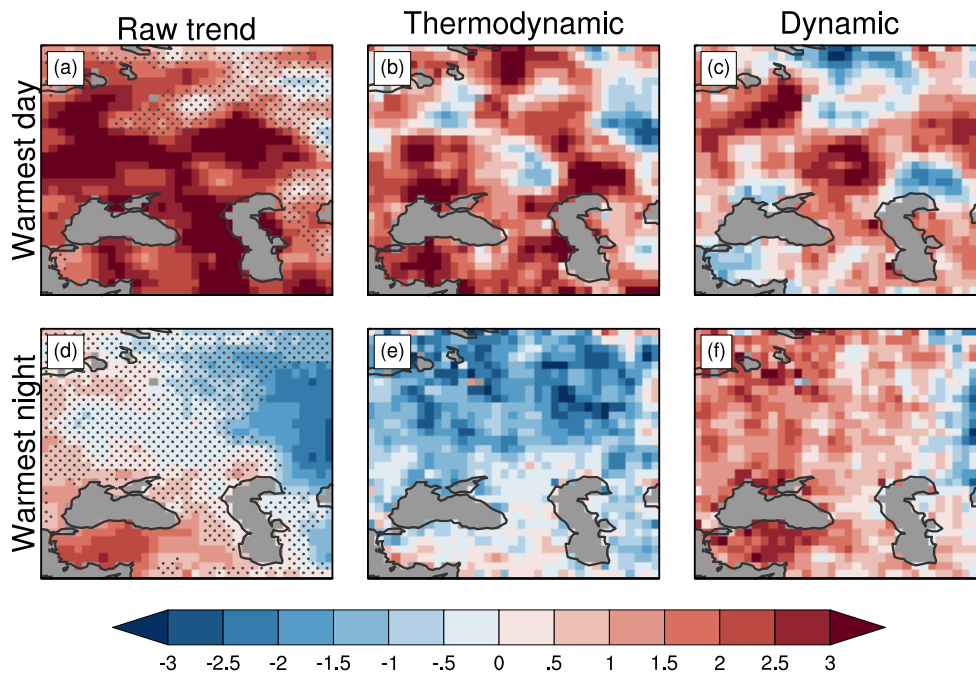 Raw trend Thermodynamic Dynamic
Warmest day
(a) (b) (c)
Warmest night
(d) (e) (f)
-3 -2.5 -2 -1.5 -1 -.5 0 .5 1 1.5 2 2.5 3